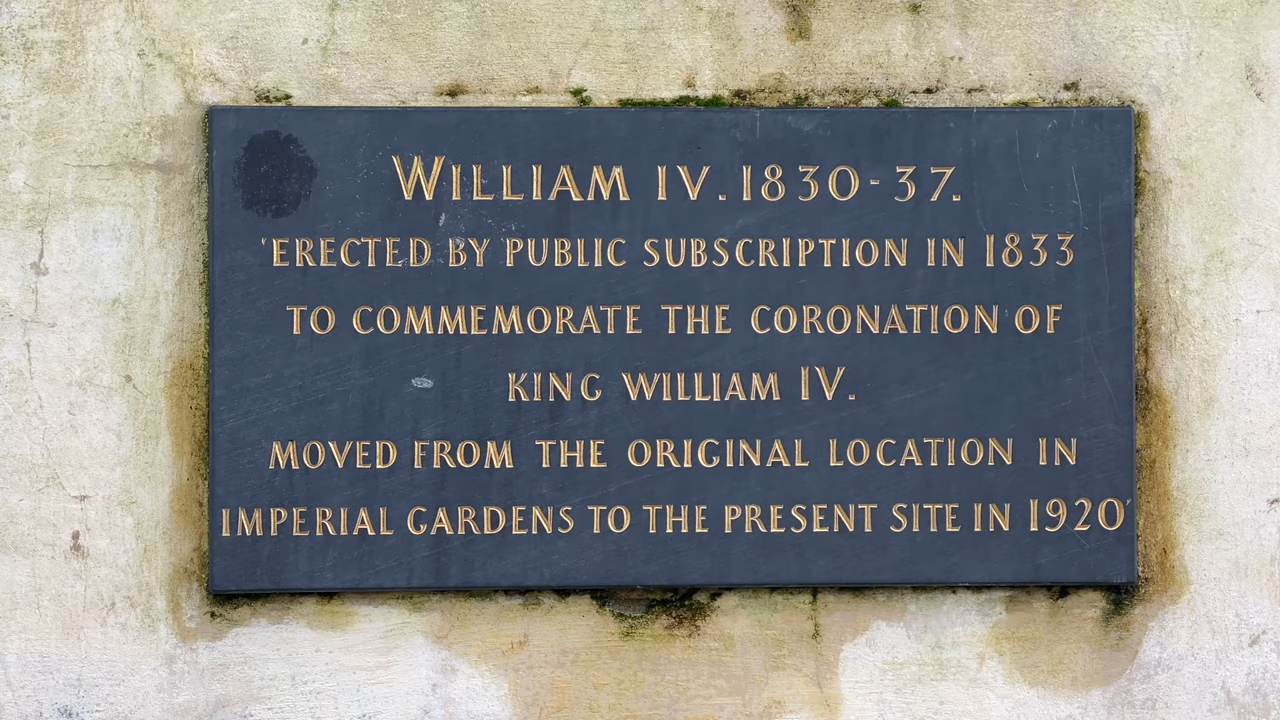 WILLIAM IV. 1830-37.
'ERECTED BY PUBLIC SUBSCRIPTION IN 1833
TO COMMEMORATE THE CORONATION OF
KING WILLIAM IV.
MOVED FROM THE ORIGINAL LOCATION IN
IMPERIAL GARDENS TO THE PRESENT SITE IN 1920'